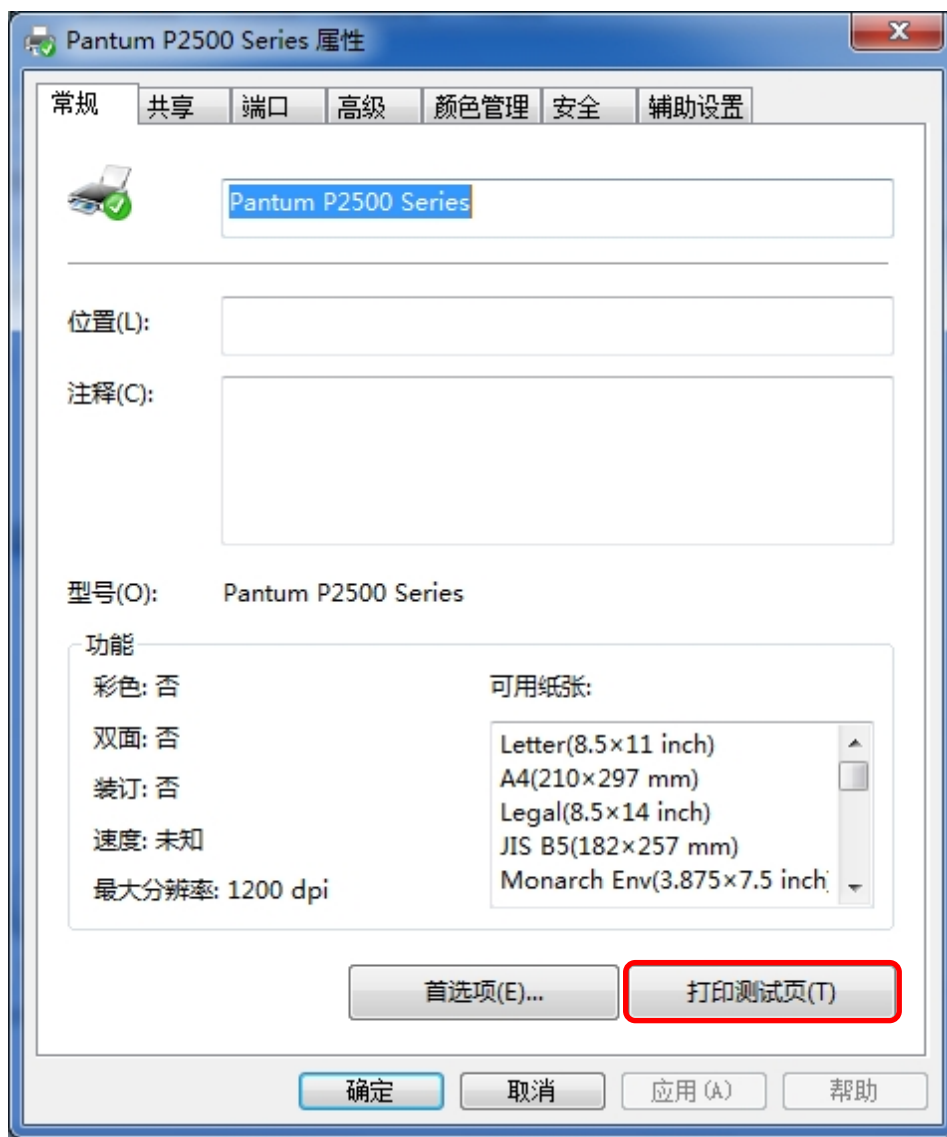 Pantum P2500 Series 属性
常规 共享 端口 高级 颜色管理 安全 辅助设置
Pantum P2500 Series
位置(L):
注释(C):
型号(O): Pantum P2500 Series
功能
彩色: 否
双面: 否
装订: 否
速度: 未知
最大分辨率: 1200 dpi
可用纸张:
Letter(8.5×11 inch)
A4(210×297 mm)
Legal(8.5×14 inch)
JIS B5(182×257 mm)
Monarch Env(3.875×7.5 inch
首选项(E)... 打印测试页(T)
确定 取消 应用(A) 帮助